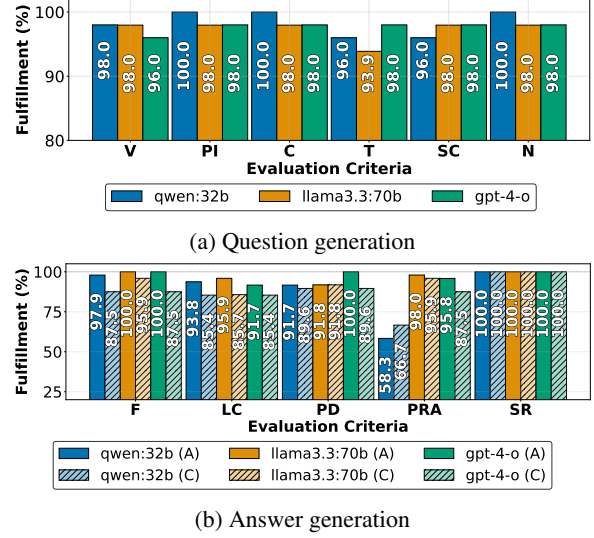 Fulfillment (%)
100
90
80
98.0 98.0 96.0 100.0 98.0 98.0 100.0 98.0 98.0 96.0 93.9 98.0 96.0 98.0 98.0 100.0 98.0 98.0
V PI C T SC N
Evaluation Criteria
qwen:32b llama3.3:70b gpt-4-o
(a) Question generation
Fulfillment (%)
100
75
50
25
97.9 87.5 100.0 95.9 100.0 87.5 93.8 85.4 95.9 85.7 91.7 85.4 91.7 89.6 91.8 91.8 100.0 89.6 58.3 66.7 98.0 95.9 95.8 87.5 100.0 100.0 100.0 100.0 100.0 100.0
F LC PD PRA SR
Evaluation Criteria
qwen:32b (A) llama3.3:70b (A) gpt-4-o (A)
qwen:32b (C) llama3.3:70b (C) gpt-4-o (C)
(b) Answer generation